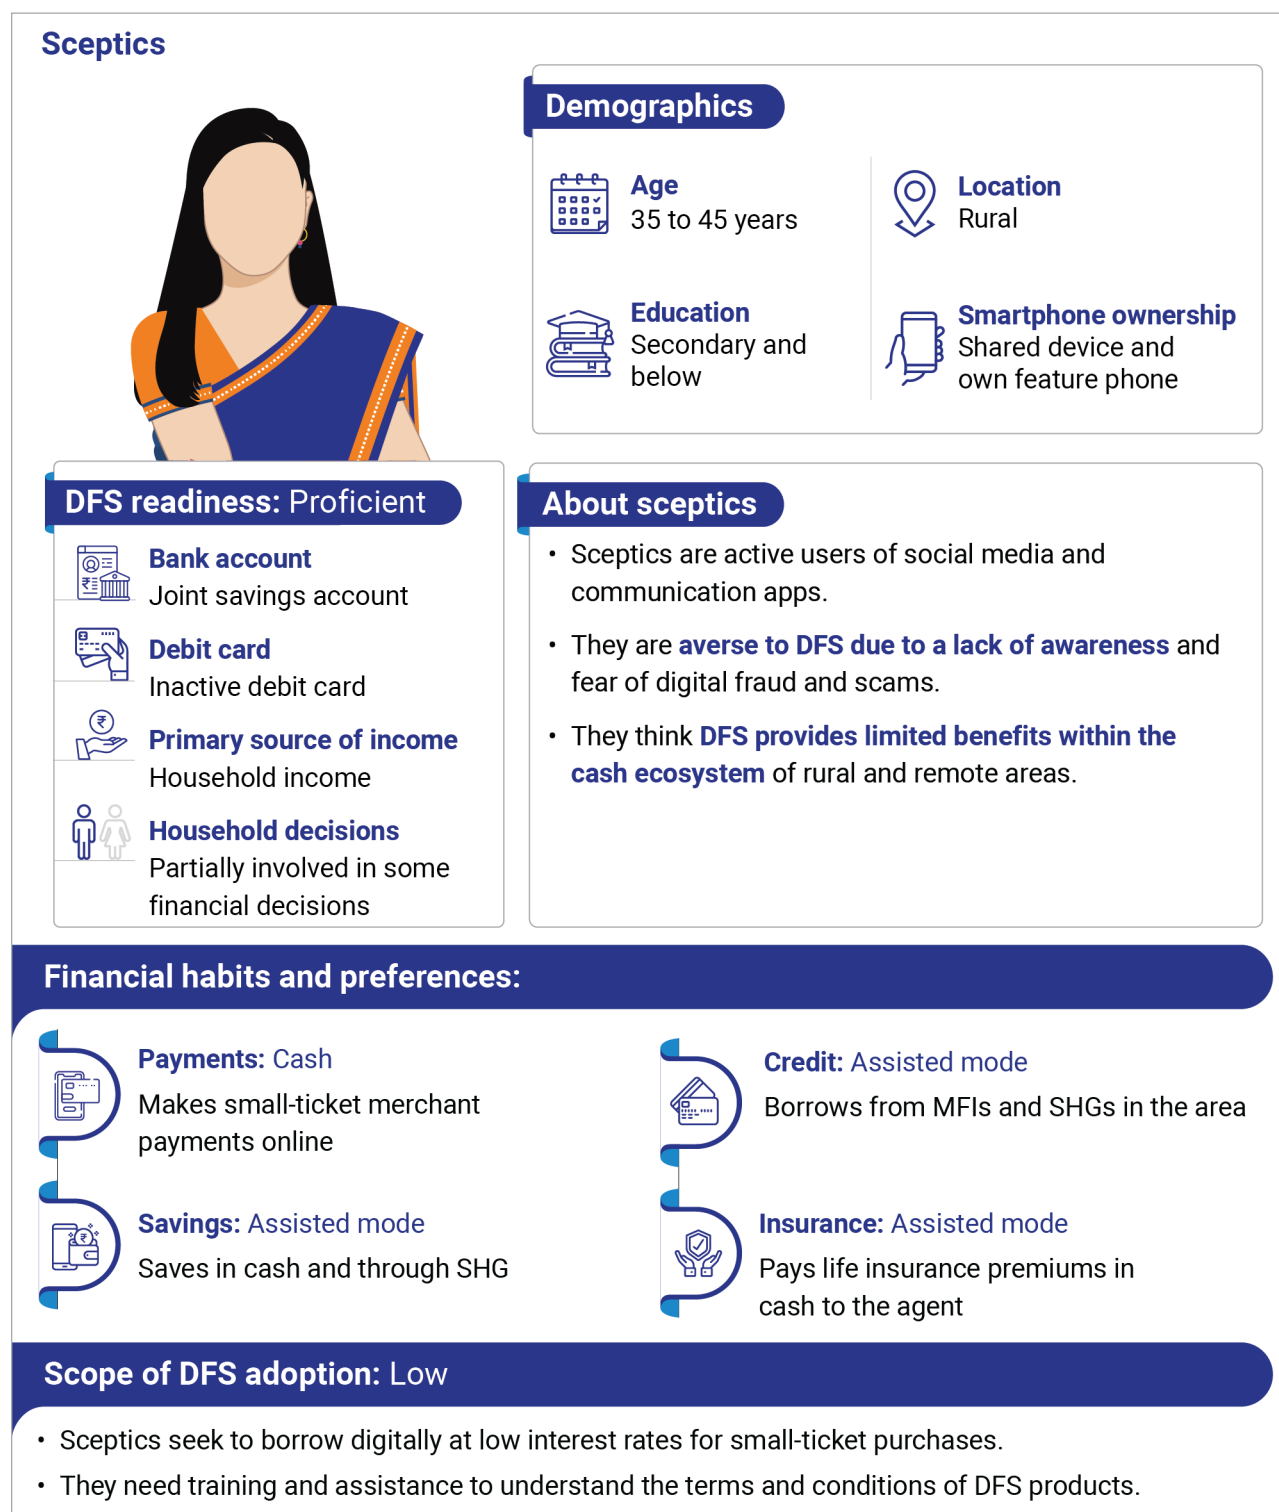 Sceptics
Demographics
Age
35 to 45 years
Location
Rural
Education
Secondary and
below
Smartphone ownership
Shared device and
own feature phone
DFS readiness: Proficient
Bank account
Joint savings account
Debit card
Inactive debit card
Primary source of income
Household income
Household decisions
Partially involved in some
financial decisions
About sceptics
• Sceptics are active users of social media and
communication apps.
• They are averse to DFS due to a lack of awareness and
fear of digital fraud and scams.
• They think DFS provides limited benefits within the
cash ecosystem of rural and remote areas.
Financial habits and preferences:
Payments: Cash
Makes small-ticket merchant
payments online
Credit: Assisted mode
Borrows from MFIs and SHGs in the area
Savings: Assisted mode
Saves in cash and through SHG
Insurance: Assisted mode
Pays life insurance premiums in
cash to the agent
Scope of DFS adoption: Low
• Sceptics seek to borrow digitally at low interest rates for small-ticket purchases.
• They need training and assistance to understand the terms and conditions of DFS products.